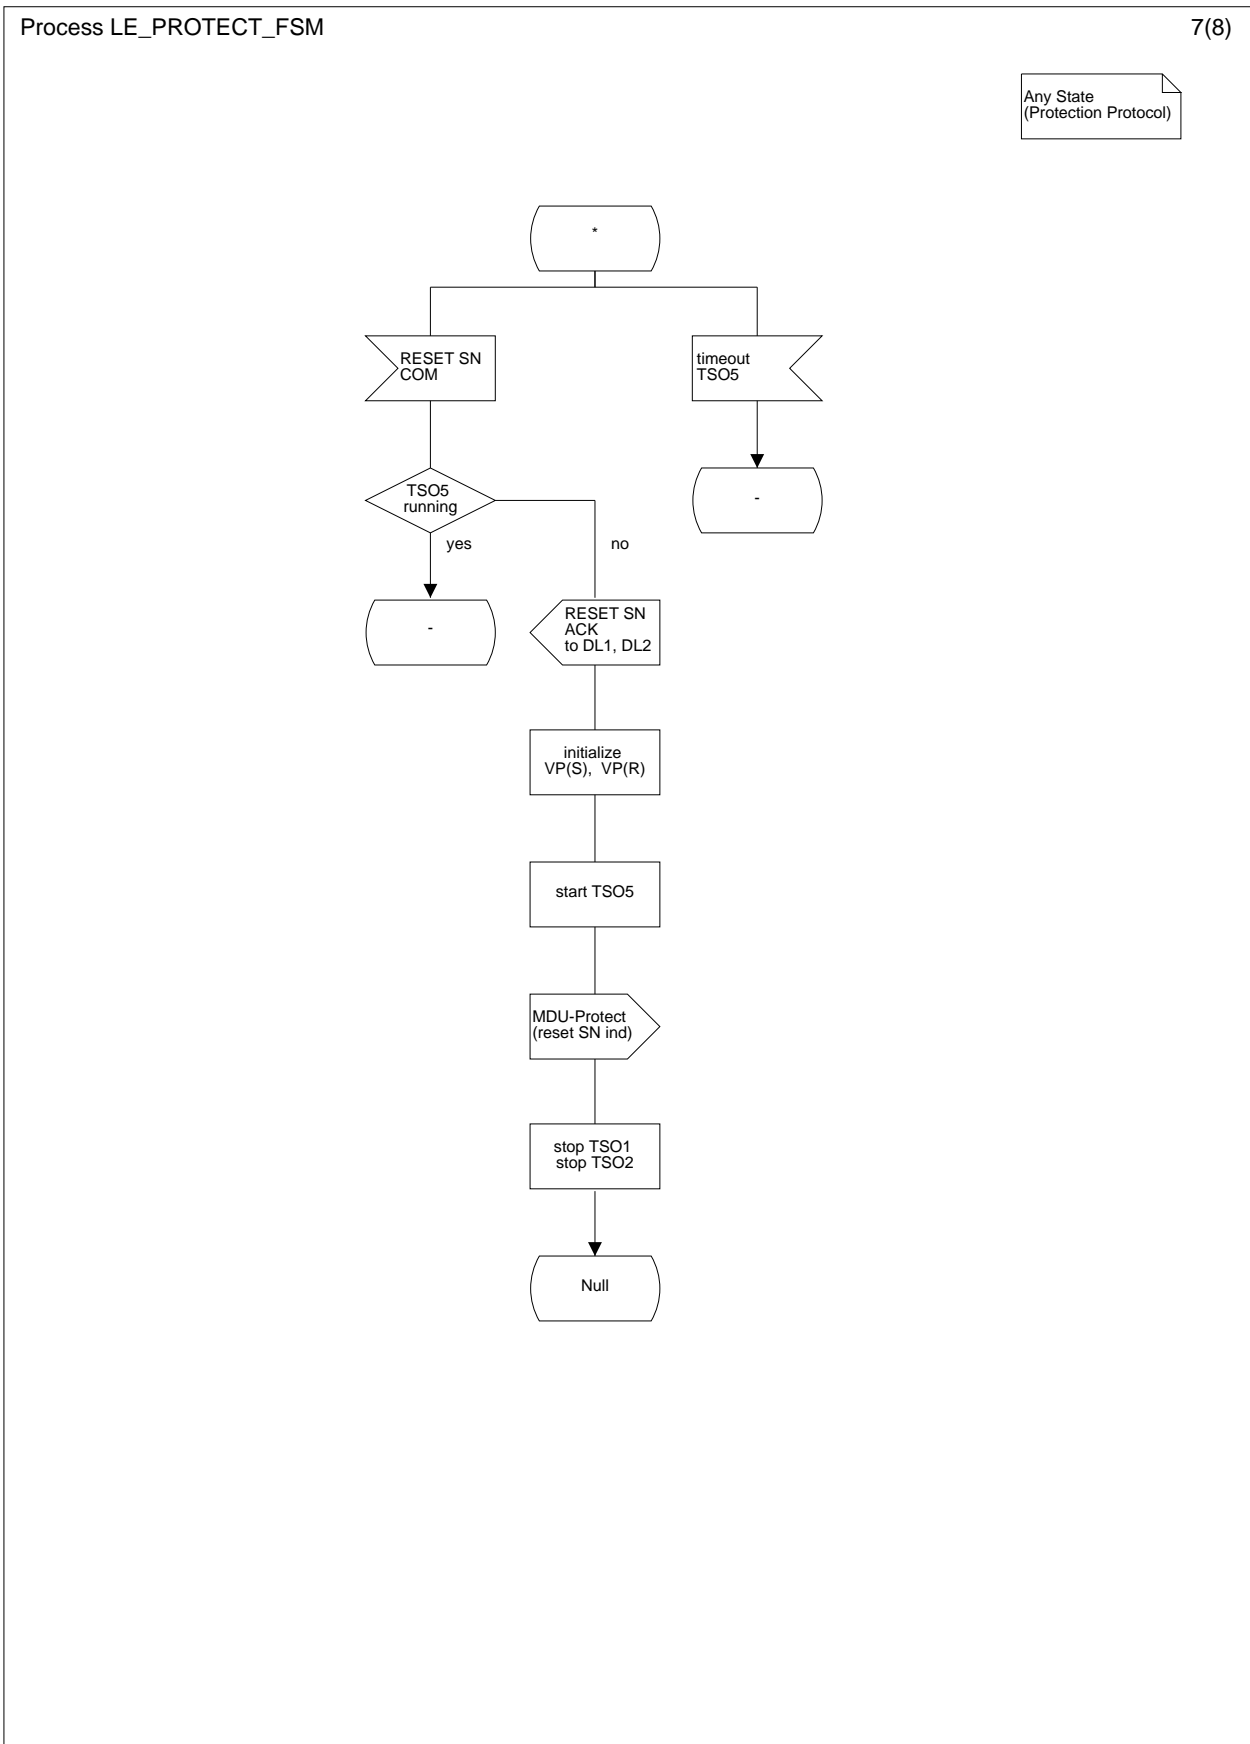 Process LE_PROTECT_FSM
7(8)
Any State
(Protection Protocol)
*
RESET SN
COM
timeout
TSO5
TSO5
running
-
yes
no
-
RESET SN
ACK
to DL1, DL2
initialize
VP(S), VP(R)
start TSO5
MDU-Protect
(reset SN ind)
stop TSO1
stop TSO2
Null